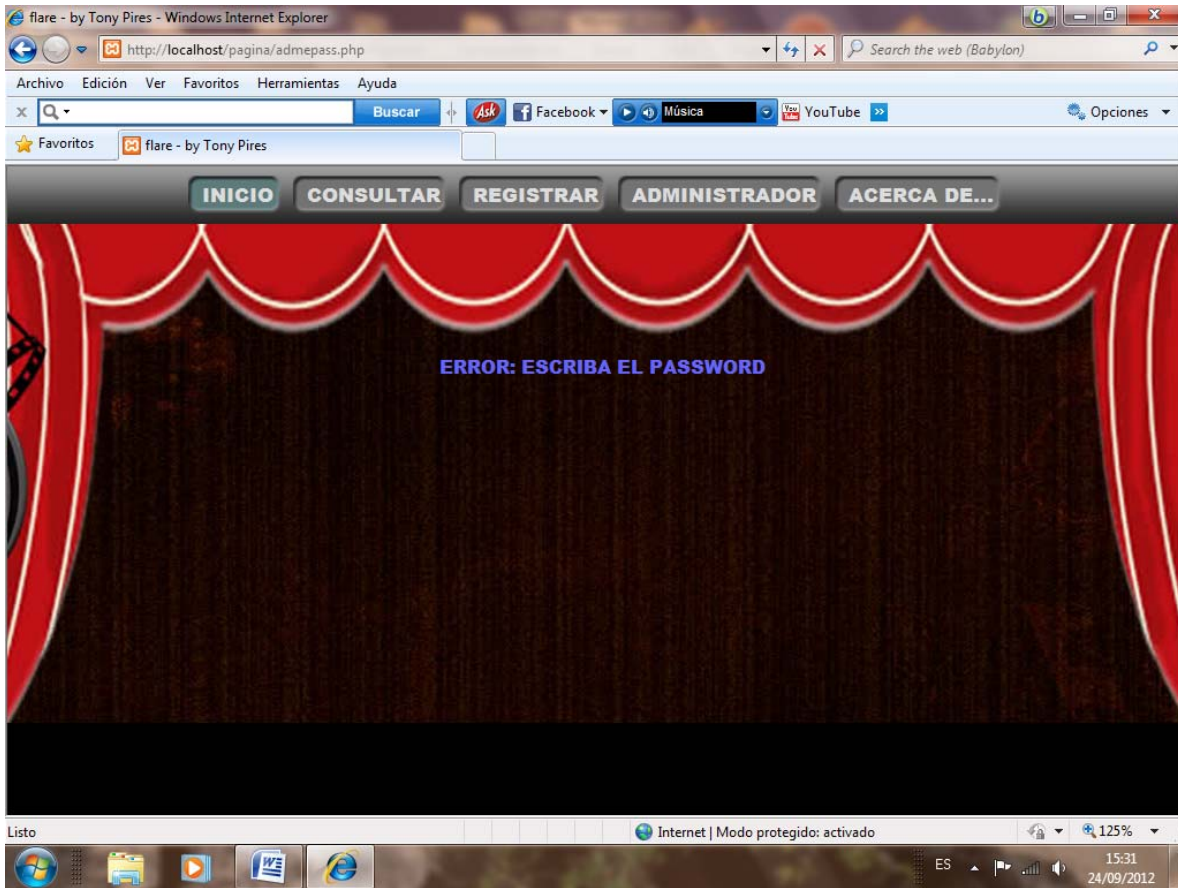 flare - by Tony Pires - Windows Internet Explorer
http://localhost/pagina/admepass.php
Search the web (Babylon)
Archivo Edición Ver Favoritos Herramientas Ayuda
Buscar Ask Facebook Música YouTube Opciones
Favoritos flare - by Tony Pires
INICIO CONSULTAR REGISTRAR ADMINISTRADOR ACERCA DE...
ERROR: ESCRIBA EL PASSWORD
Listo Internet | Modo protegido: activado 125%
ES 15:31
24/09/2012